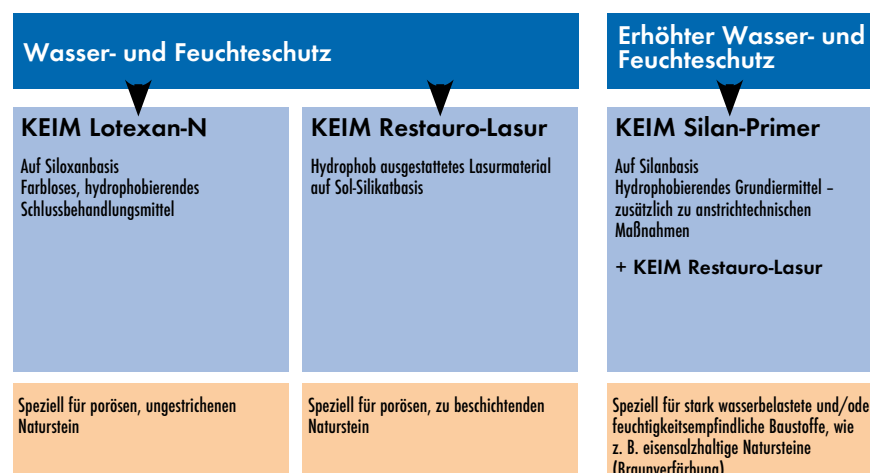 Wasser- und Feuchteschutz
KEIM Lotexan-N
Auf Siloxanbasis
Farbloses, hydrophobierendes
Schlussbehandlungsmittel
Speziell für porösen, ungestrichenen
Naturstein
KEIM Restauro-Lasur
Hydrophob ausgestattetes Lasurmaterial
auf Sol-Silikatbasis
Speziell für porösen, zu beschichtenden
Naturstein
Erhöhter Wasser- und
Feuchteschutz
KEIM Silan-Primer
Auf Silanbasis
Hydrophobierendes Grundiermittel –
zusätzlich zu anstrichtechnischen
Maßnahmen
+ KEIM Restauro-Lasur
Speziell für stark wasserbelastete und/ode
feuchtigkeitsempfindliche Baustoffe, wie
z. B. eisensalzhaltige Natursteine
(Braunverfärbung)